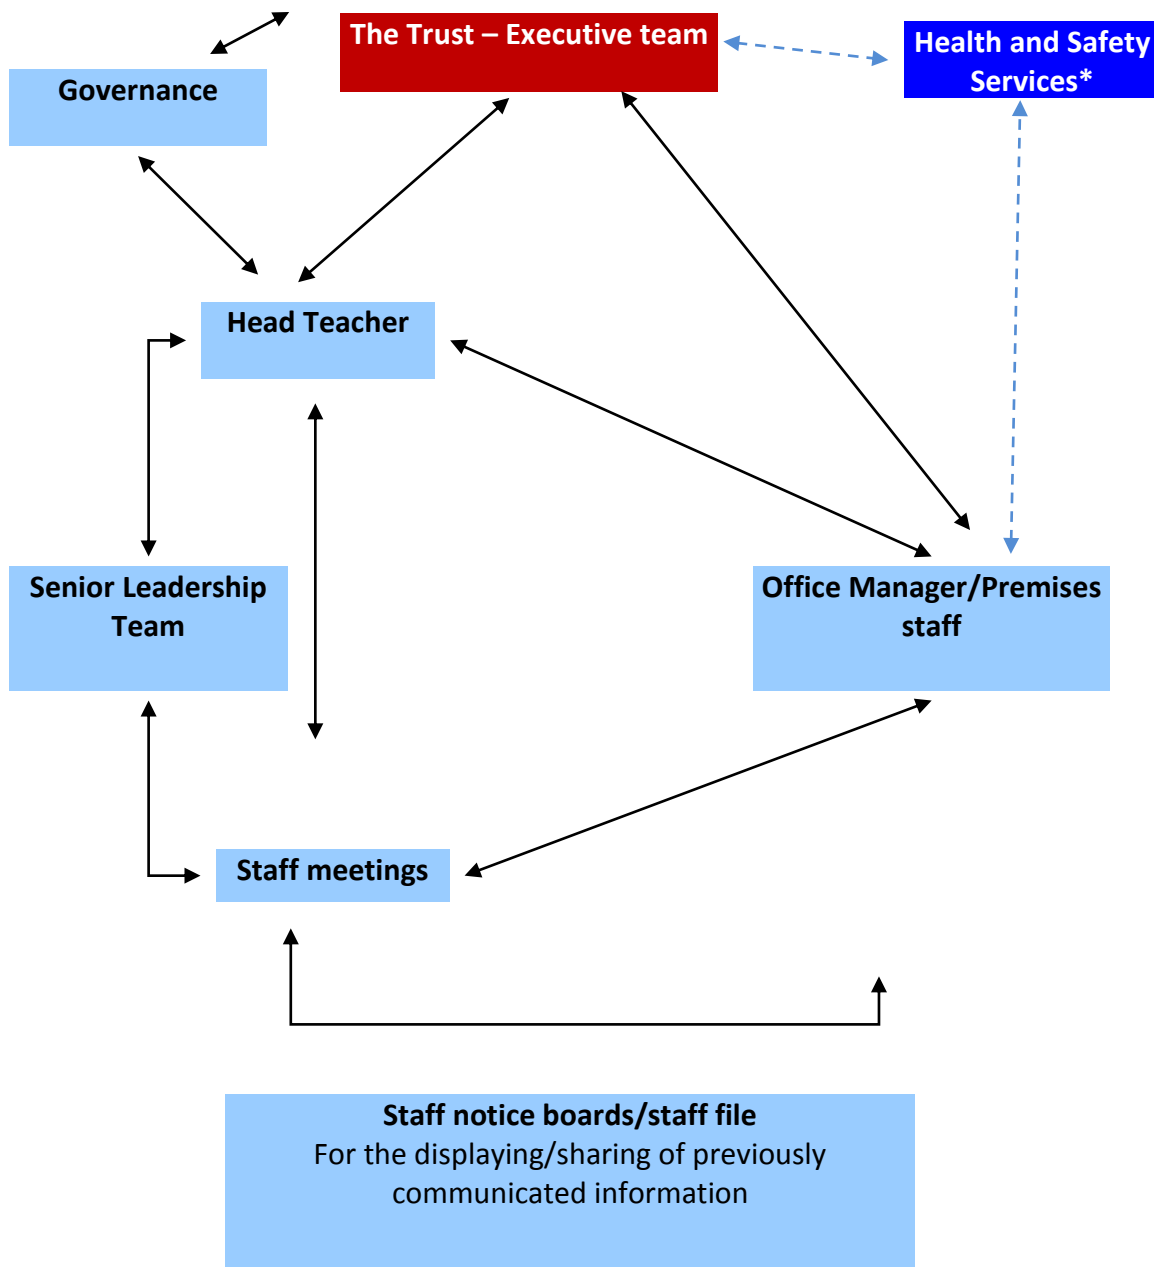 The Trust – Executive team
Health and Safety
Services*
Governance
Head Teacher
Senior Leadership
Team
Office Manager/Premises
staff
Staff meetings
Staff notice boards/staff file
For the displaying/sharing of previously
communicated information